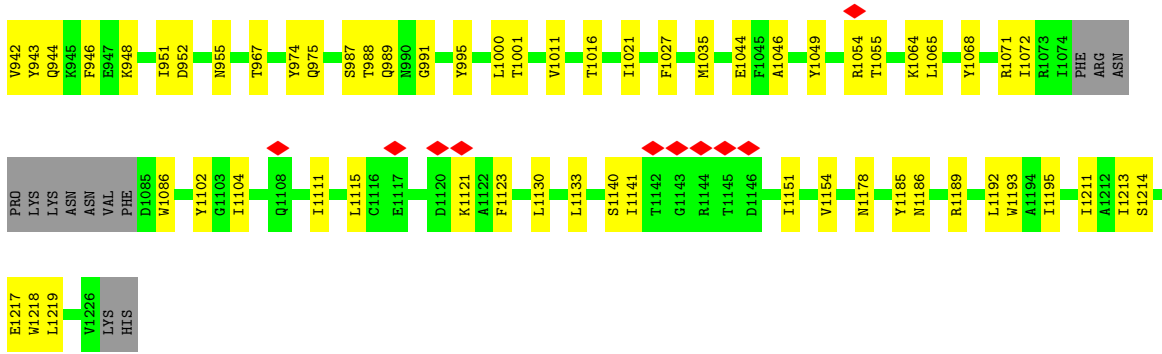 V942 Y943 Q944 K945 F946 E947 K948 I951 D952 N955 T967 Y974 Q975 S987 T988 Q989 N990 G991 Y995 L1000 T1001 V1011 T1016 I1021 F1027 M1035 E1044 F1045 A1046 Y1049 R1054 T1055 K1064 L1065 Y1068 R1071 I1072 R1073 I1074 PHE ARG ASN
PRO LYS LYS ASN ASN VAL PHE D1085 W1086 Y1102 G1103 I1104 Q1108 I1111 L1115 C1116 E1117 D1120 K1121 A1122 F1123 L1130 L1133 S1140 I1141 T1142 G1143 R1144 T1145 D1146 I1151 V1154 N1178 Y1185 N1186 R1189 L1192 W1193 A1194 I1195 I1211 A1212 I1213 S1214
E1217 W1218 L1219 V1226 LYS HIS